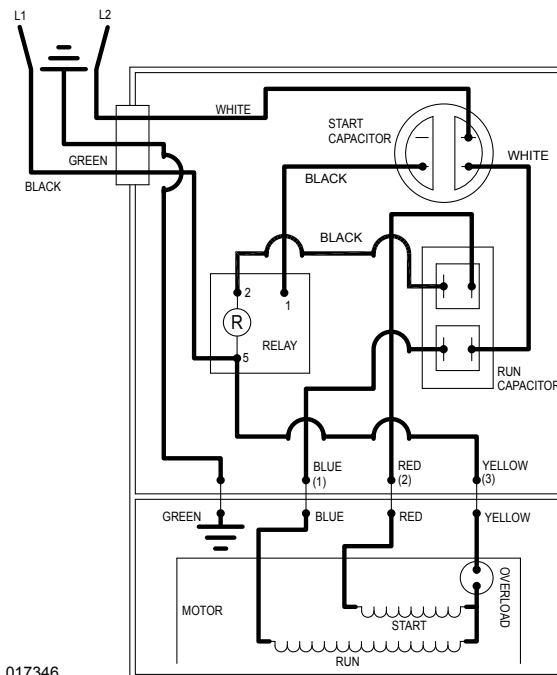 L1
L2
WHITE
START
CAPACITOR
GREEN
WHITE
BLACK
BLACK
BLACK
2
1
R
RELAY
5
RUN
CAPACITOR
BLUE
(1)
RED
(2)
YELLOW
(3)
GREEN
BLUE
RED
YELLOW
OVERLOAD
MOTOR
START
RUN
017346